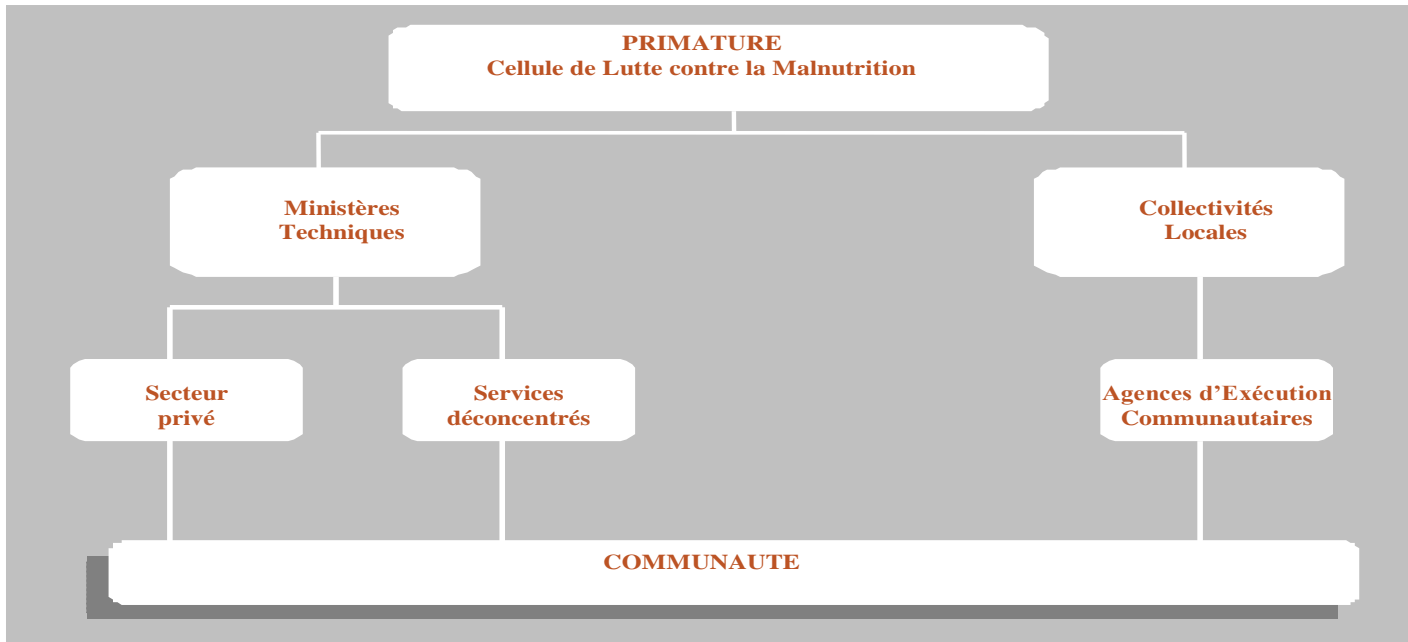 PRIMATURE
Cellule de Lutte contre la Malnutrition
Ministères
Techniques
Collectivités
Locales
Secteur
privé
Services
déconcentrés
Agences d’Exécution
Communautaires
COMMUNAUTE